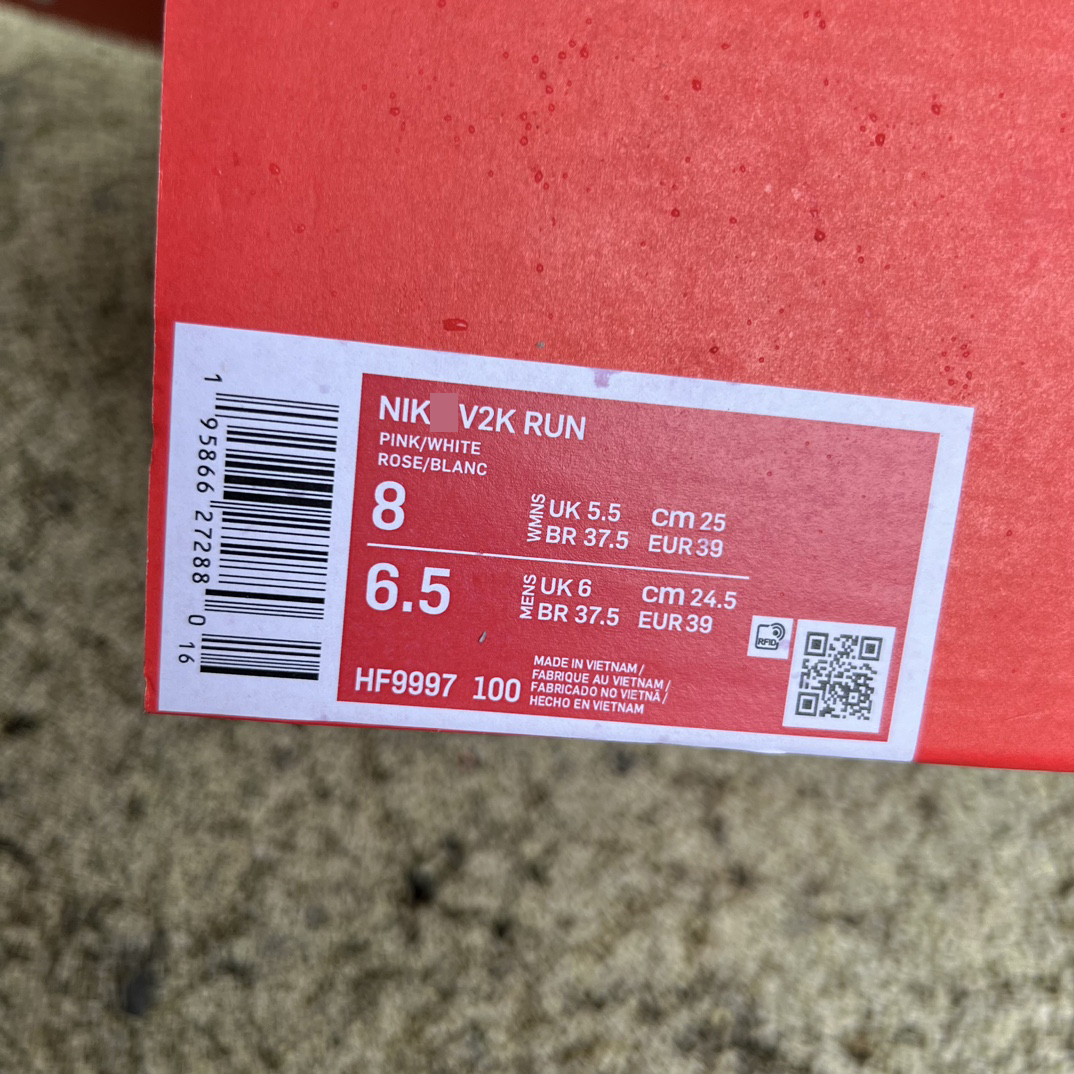 NIK V2K RUN
PINK/WHITE
ROSE/BLANC
8
WMNS
UK 5.5 cm 25
BR 37.5 EUR 39
6.5
MENS
UK 6 cm 24.5
BR 37.5 EUR 39
RFID
HF9997 100
MADE IN VIETNAM /
FABRIQUE AU VIETNAM /
FABRICADO NO VIETNÃ /
HECHO EN VIETNAM
1 95866 27288 0 16